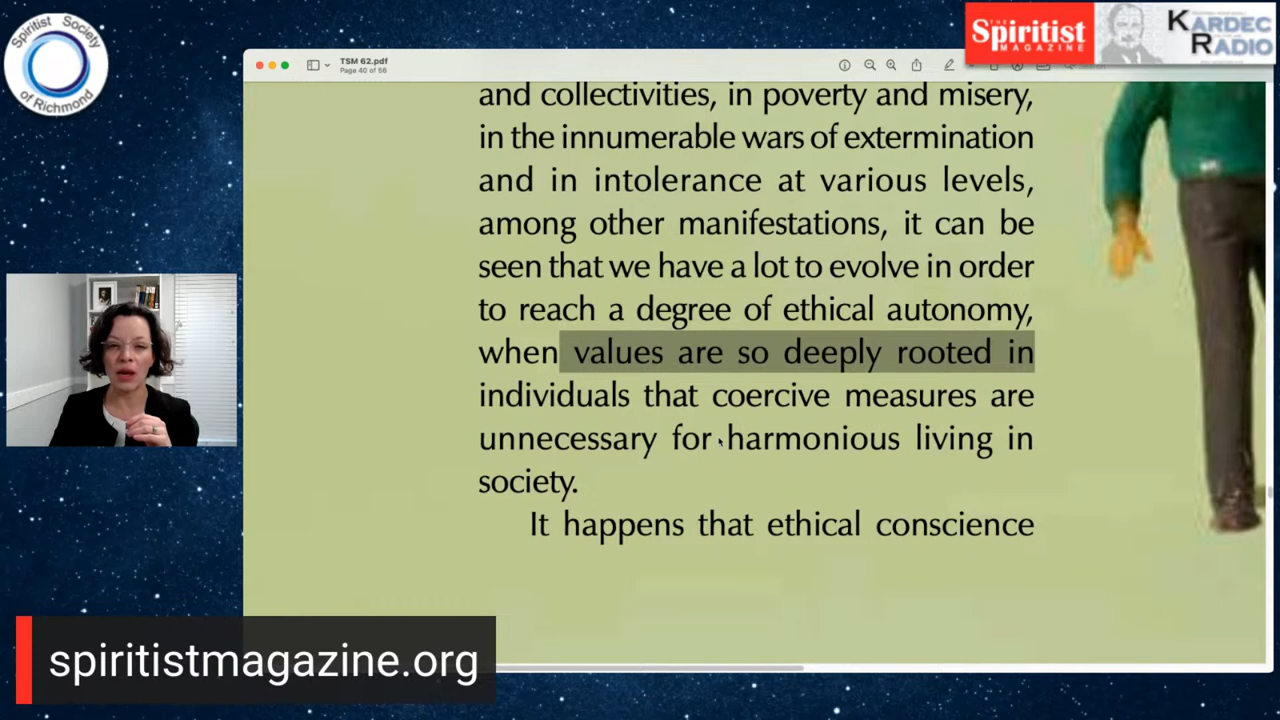 Spiritist Society
of Richmond
THE
Spiritist
MAGAZINE
KARDEC
RADIO
TSM 62.pdf
Page 40 of 56
and collectivities, in poverty and misery,
in the innumerable wars of extermination
and in intolerance at various levels,
among other manifestations, it can be
seen that we have a lot to evolve in order
to reach a degree of ethical autonomy,
when values are so deeply rooted in
individuals that coercive measures are
unnecessary for harmonious living in
society.
It happens that ethical conscience
spiritistmagazine.org